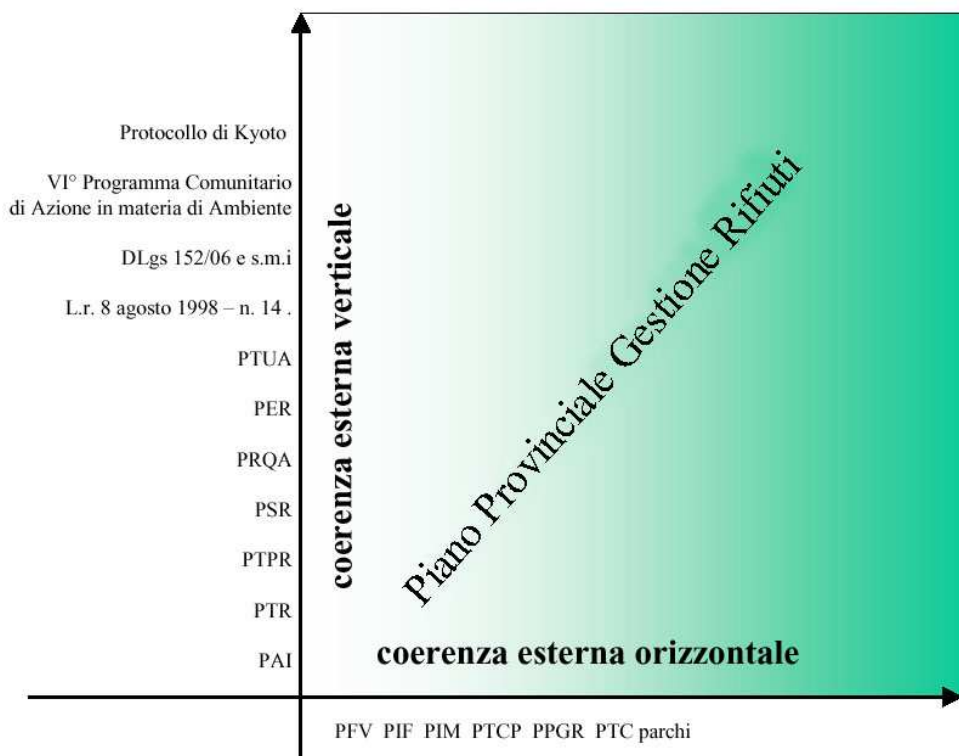 Protocollo di Kyoto
VI° Programma Comunitario
di Azione in materia di Ambiente
DLgs 152/06 e s.m.i
L.r. 8 agosto 1998 – n. 14 .
PTUA
PER
PRQA
PSR
PTPR
PTR
PAI
coerenza esterna verticale
Piano Provinciale Gestione Rifiuti
coerenza esterna orizzontale
PFV PIF PIM PTCP PPGR PTC parchi